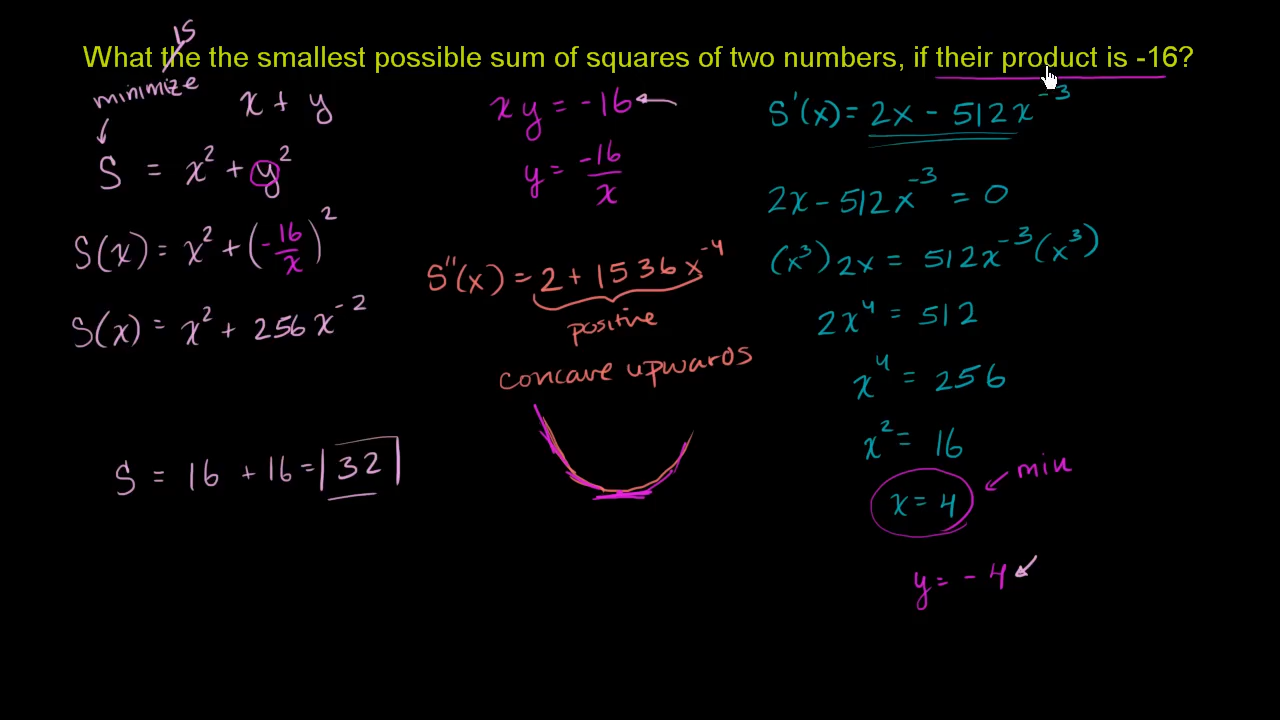 What the the smallest possible sum of squares of two numbers, if their product is -16?
is
minimize
x + y
S = x² + y²
S(x) = x² + (-16/x)²
S(x) = x² + 256x⁻²
S = 16 + 16 = 32
xy = -16
y = -16/x
S''(x) = 2 + 1536x⁻⁴
positive
concave upwards
S'(x) = 2x - 512x⁻³
2x - 512x⁻³ = 0
(x³) 2x = 512x⁻³ (x³)
2x⁴ = 512
x⁴ = 256
x² = 16
x = 4
min
y = -4